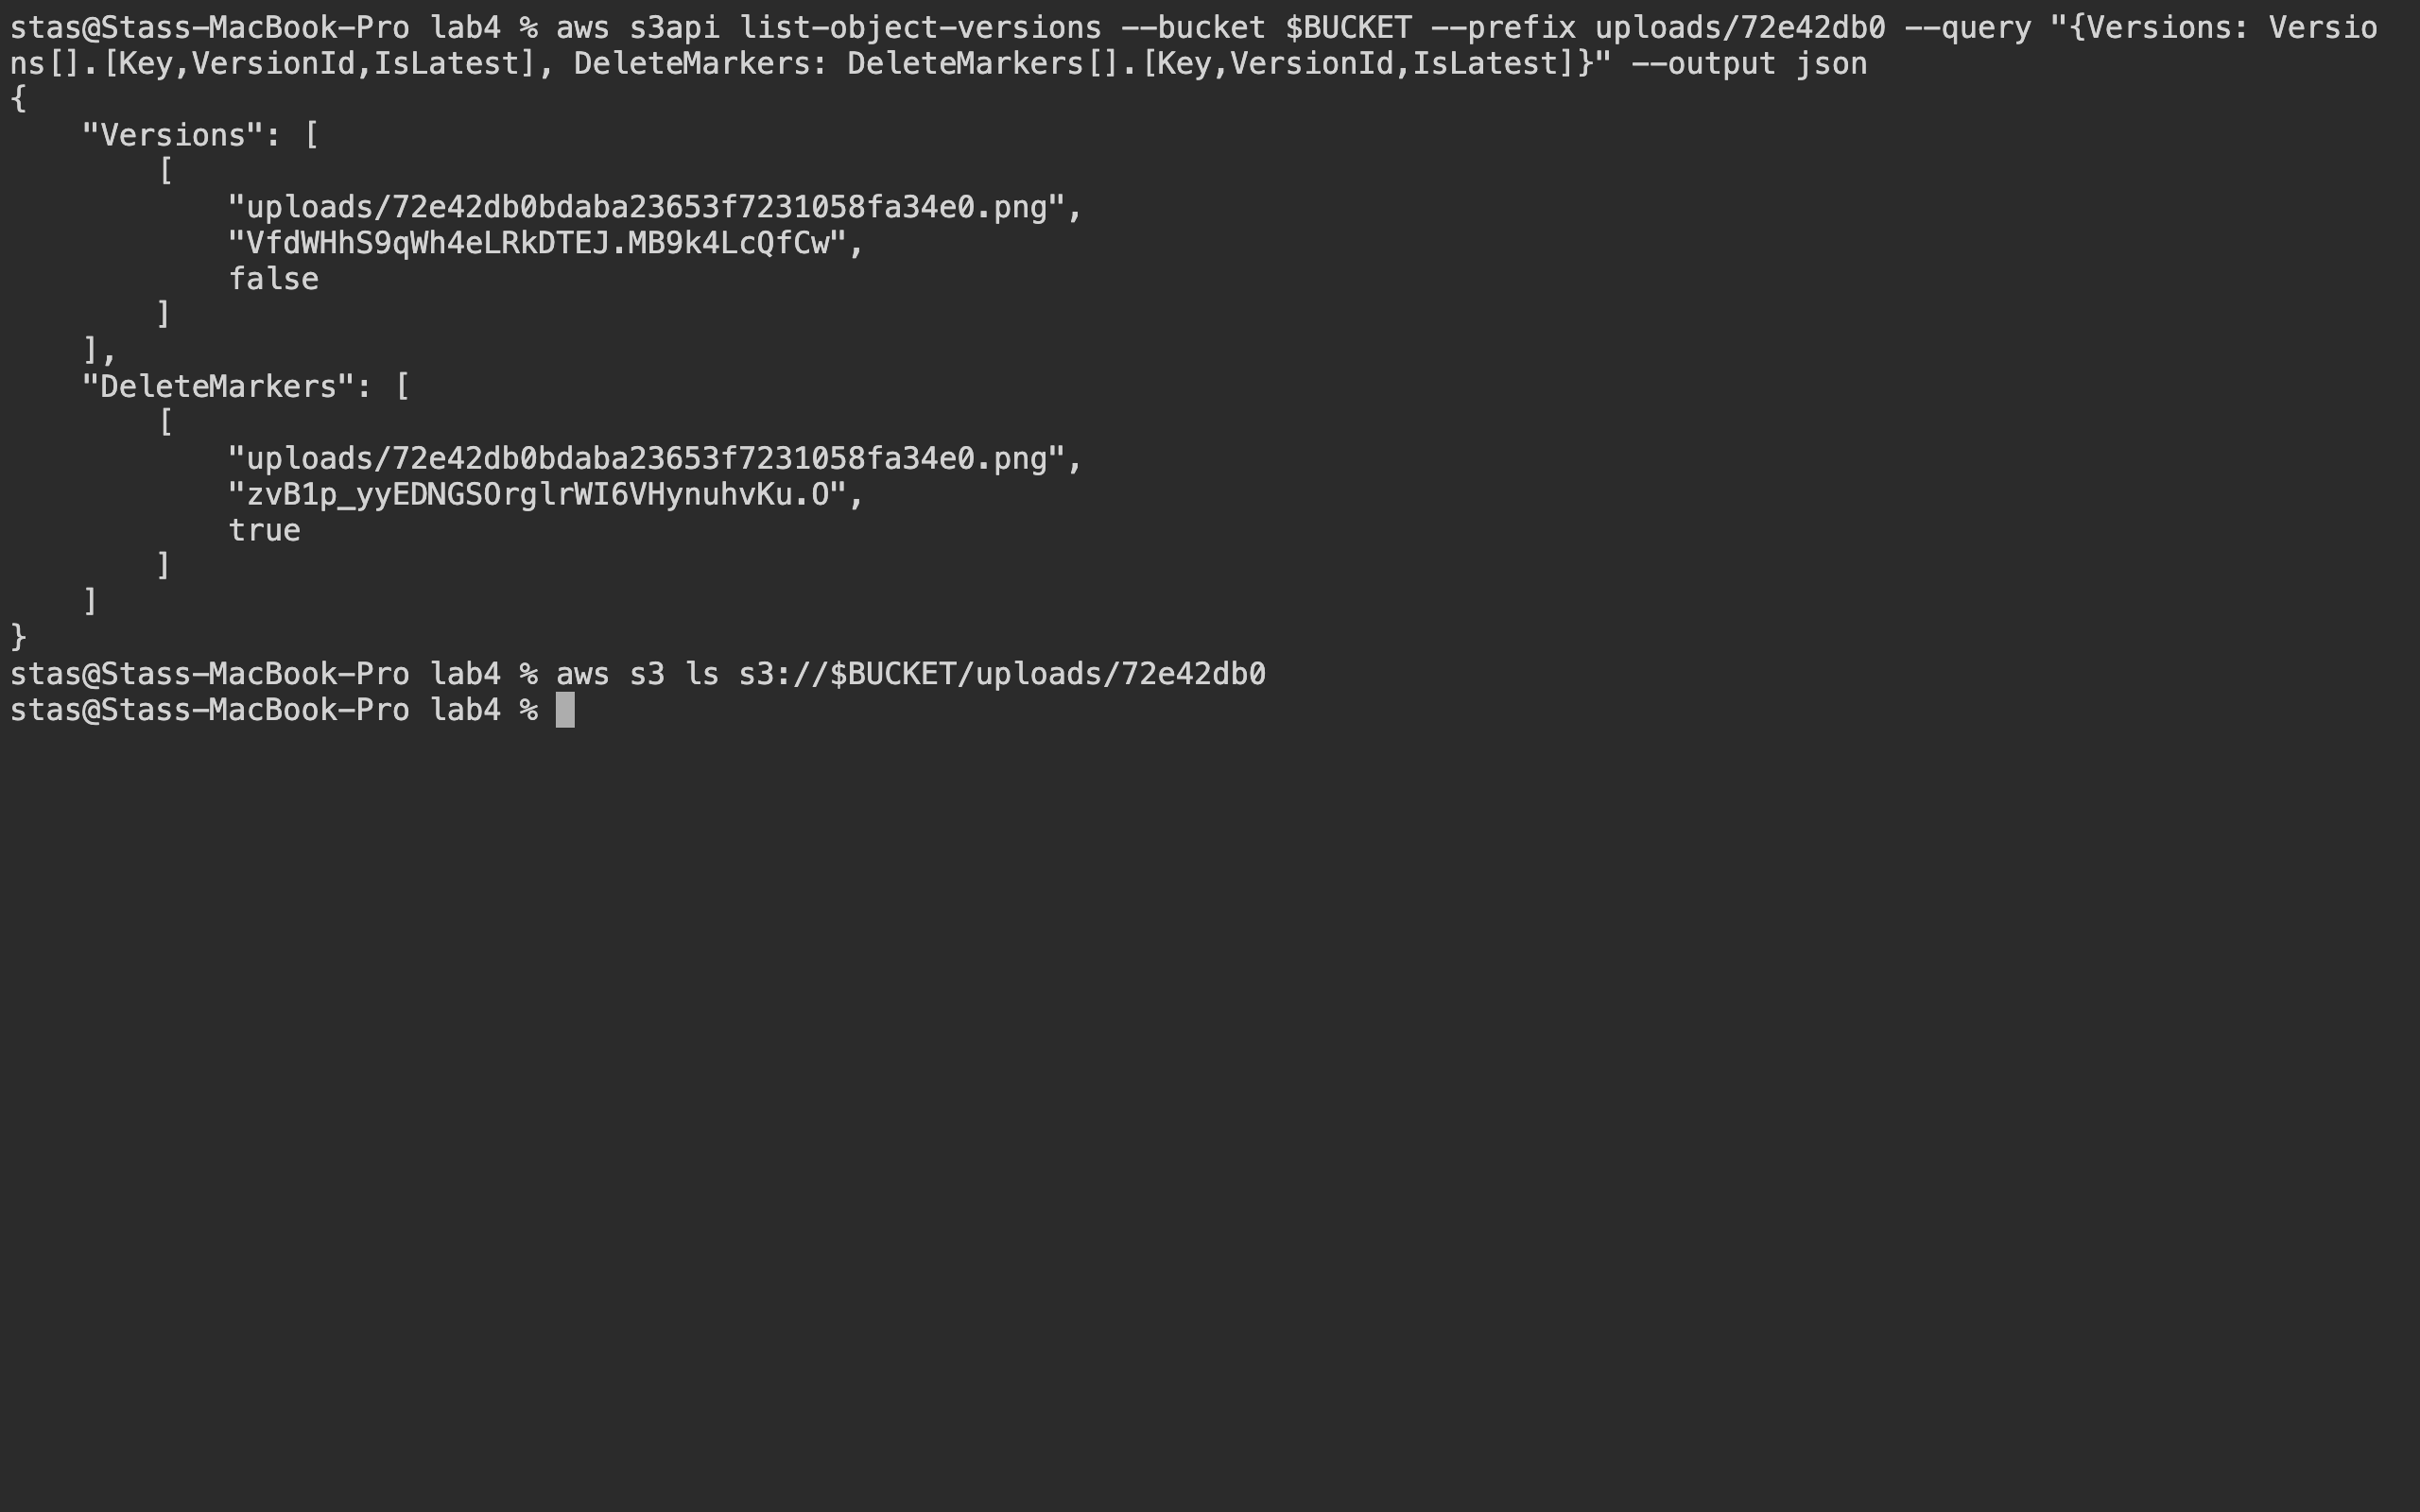 stas@Stass-MacBook-Pro lab4 % aws s3api list-object-versions --bucket $BUCKET --prefix uploads/72e42db0 --query "{Versions: Versio
ns[].[Key,VersionId,IsLatest], DeleteMarkers: DeleteMarkers[].[Key,VersionId,IsLatest]}" --output json
{
    "Versions": [
        [
            "uploads/72e42db0bdaba23653f7231058fa34e0.png",
            "VfdWHhS9qWh4eLRkDTEJ.MB9k4LcQfCw",
            false
        ]
    ],
    "DeleteMarkers": [
        [
            "uploads/72e42db0bdaba23653f7231058fa34e0.png",
            "zvB1p_yyEDNGSOrglrWI6VHynuhvKu.O",
            true
        ]
    ]
}
stas@Stass-MacBook-Pro lab4 % aws s3 ls s3://$BUCKET/uploads/72e42db0
stas@Stass-MacBook-Pro lab4 %